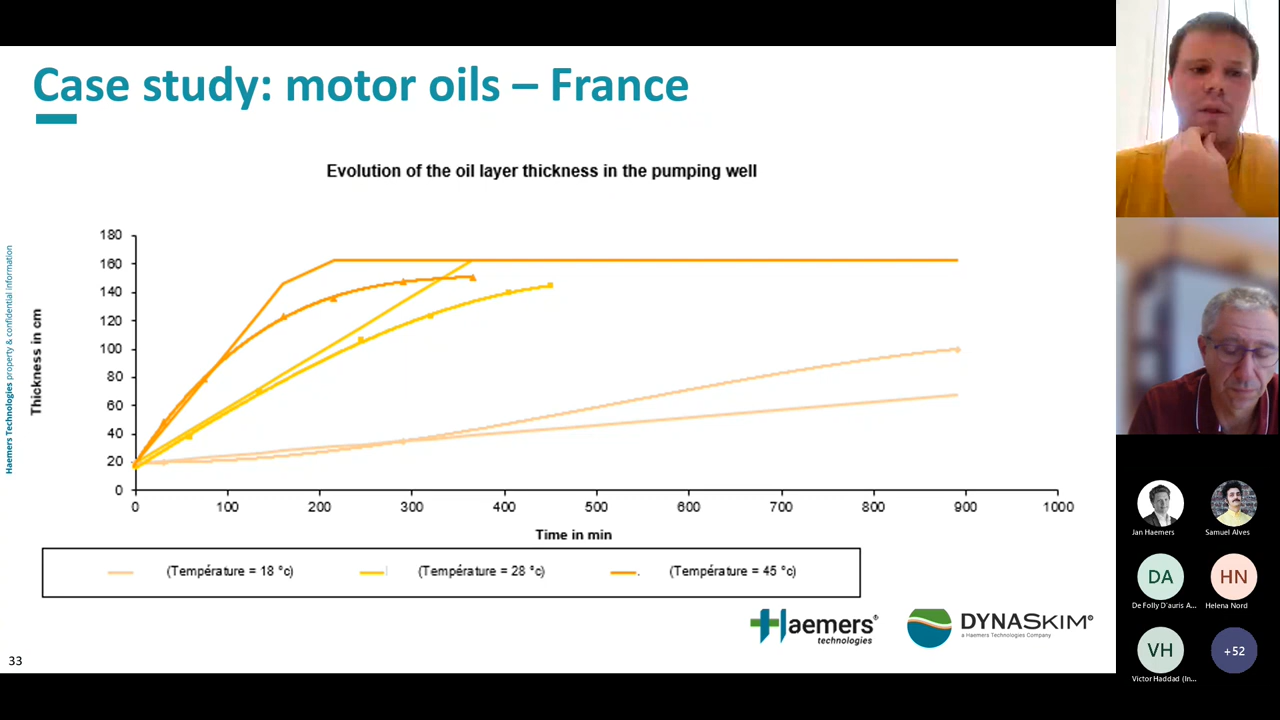 Case study: motor oils – France
Evolution of the oil layer thickness in the pumping well
Haemers Technologies property & confidential information
Thickness in cm
180
160
140
120
100
80
60
40
20
0
0 100 200 300 400 500 600 700 800 900 1000
Time in min
(Température = 18 °c) (Température = 28 °c) (Température = 45 °c)
Haemers®
technologies
DYNASKIM®
a Haemers Technologies Company
33
Jan Haemers
Samuel Alves
DA
HN
De Folly D'auris A...
Helena Nord
VH
+52
Victor Haddad (In...